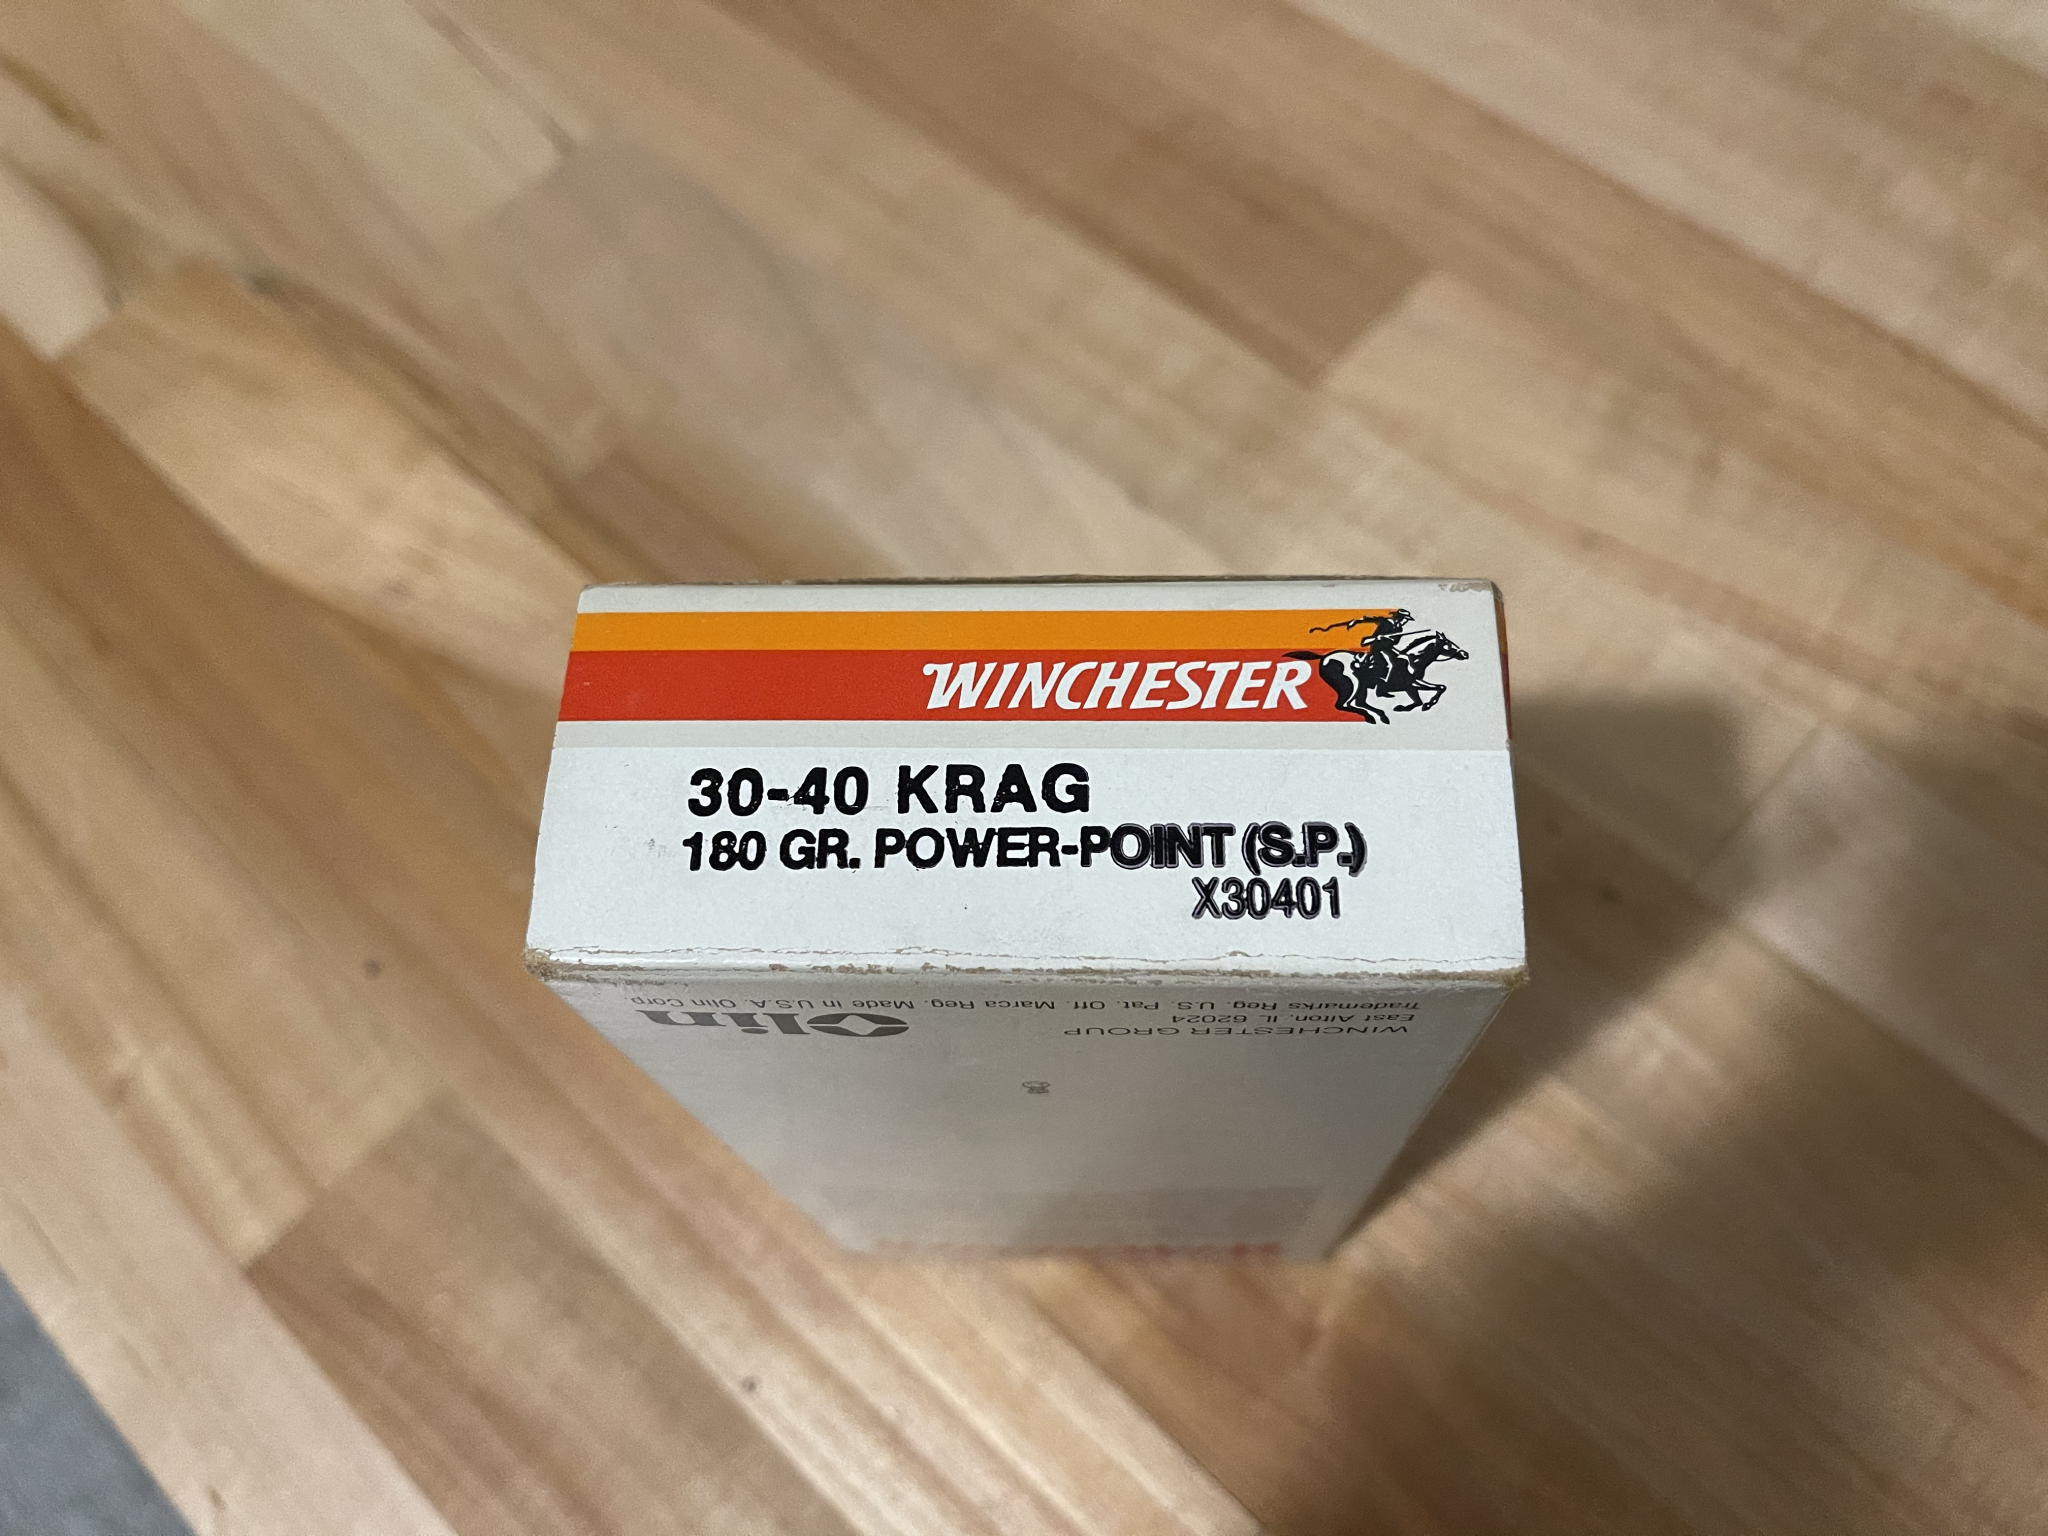 WINCHESTER
30-40 KRAG
180 GR. POWER-POINT (S.P.)
X30401
WINCHESTER GROUP
East Alton, IL 62024
Trademarks Reg. U.S. Pat. Off. Marca Reg. Made in U.S.A. Olin Corp.
Olin